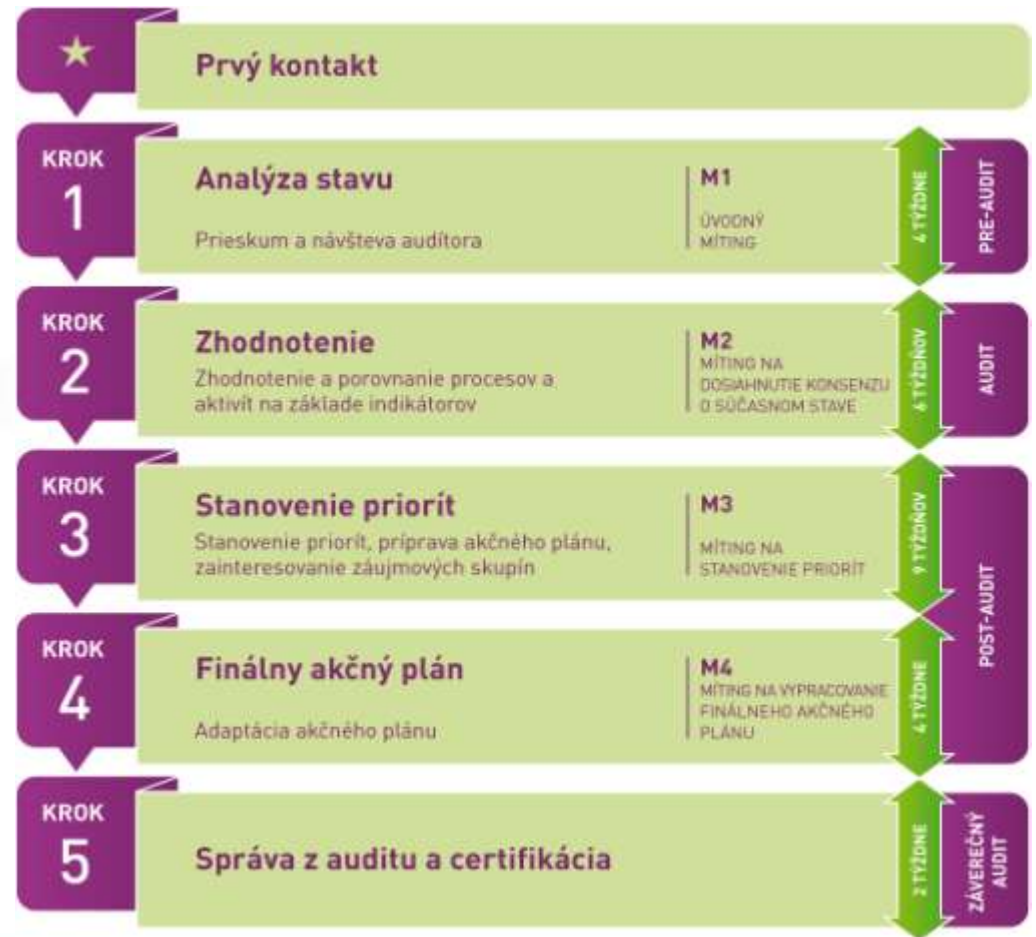 Prvý kontakt
KROK
1
Analýza stavu
Prieskum a návšteva audítora
M1
ÚVODNÝ
MÍTING
4 TÝŽDNE
PRE-AUDIT
KROK
2
Zhodnotenie
Zhodnotenie a porovnanie procesov a
aktivít na základe indikátorov
M2
MÍTING NA
DOSIAHNUTIE KONSENZU
O SÚČASNOM STAVE
6 TÝŽDŇOV
AUDIT
KROK
3
Stanovenie priorít
Stanovenie priorít, príprava akčného plánu,
zainteresovanie záujmových skupín
M3
MÍTING NA
STANOVENIE PRIORÍT
9 TÝŽDŇOV
POST-AUDIT
KROK
4
Finálny akčný plán
Adaptácia akčného plánu
M4
MÍTING NA VYPRACOVANIE
FINÁLNEHO AKČNÉHO
PLÁNU
4 TÝŽDNE
KROK
5
Správa z auditu a certifikácia
2 TÝŽDNE
ZÁVEREČNÝ
AUDIT